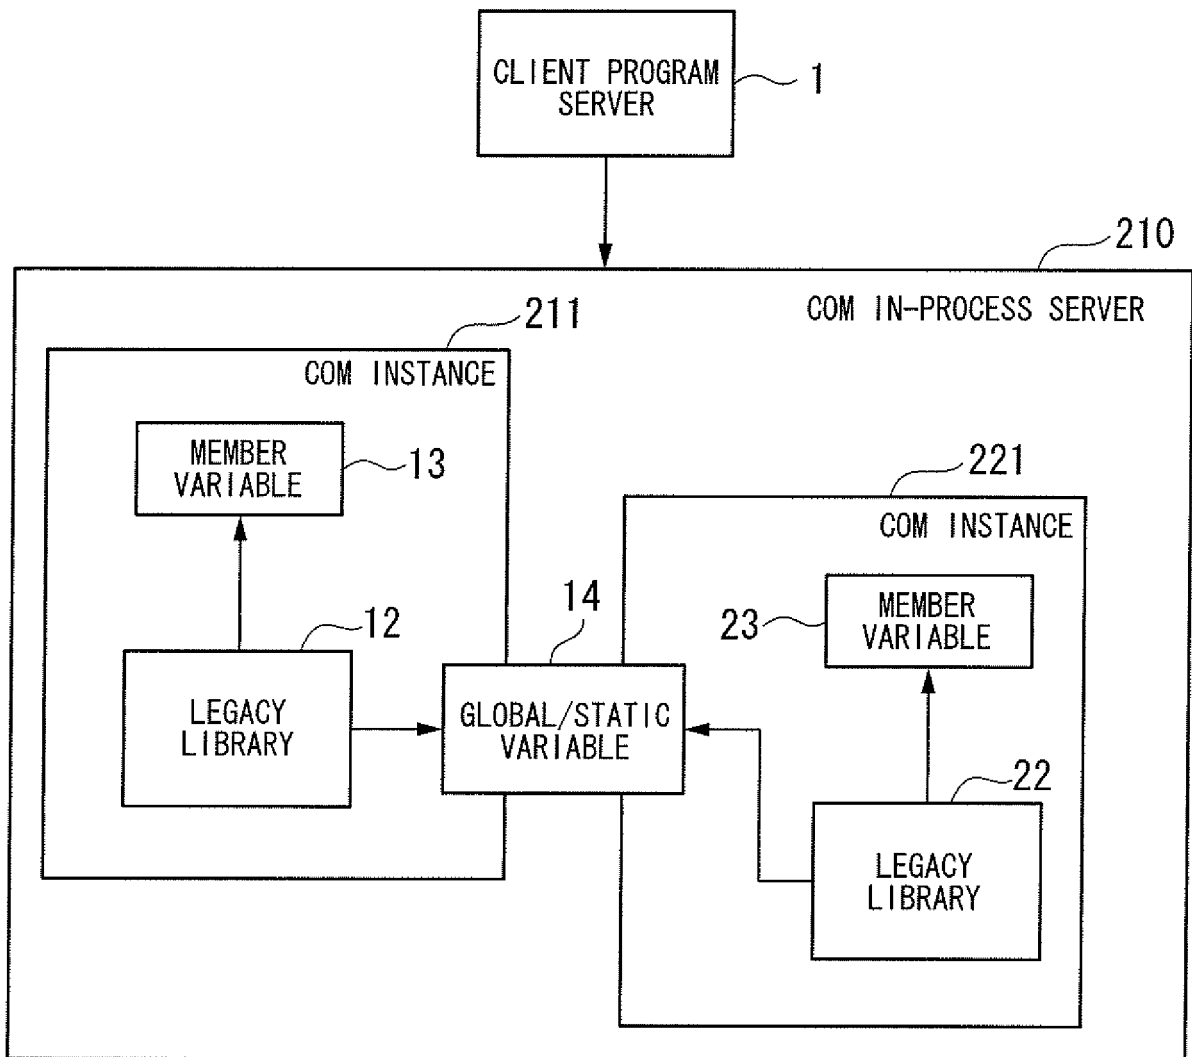 CLIENT PROGRAM
SERVER
1
210
COM IN-PROCESS SERVER
211
COM INSTANCE
MEMBER
VARIABLE
13
221
COM INSTANCE
12
14
23
MEMBER
VARIABLE
LEGACY
LIBRARY
GLOBAL/STATIC
VARIABLE
22
LEGACY
LIBRARY